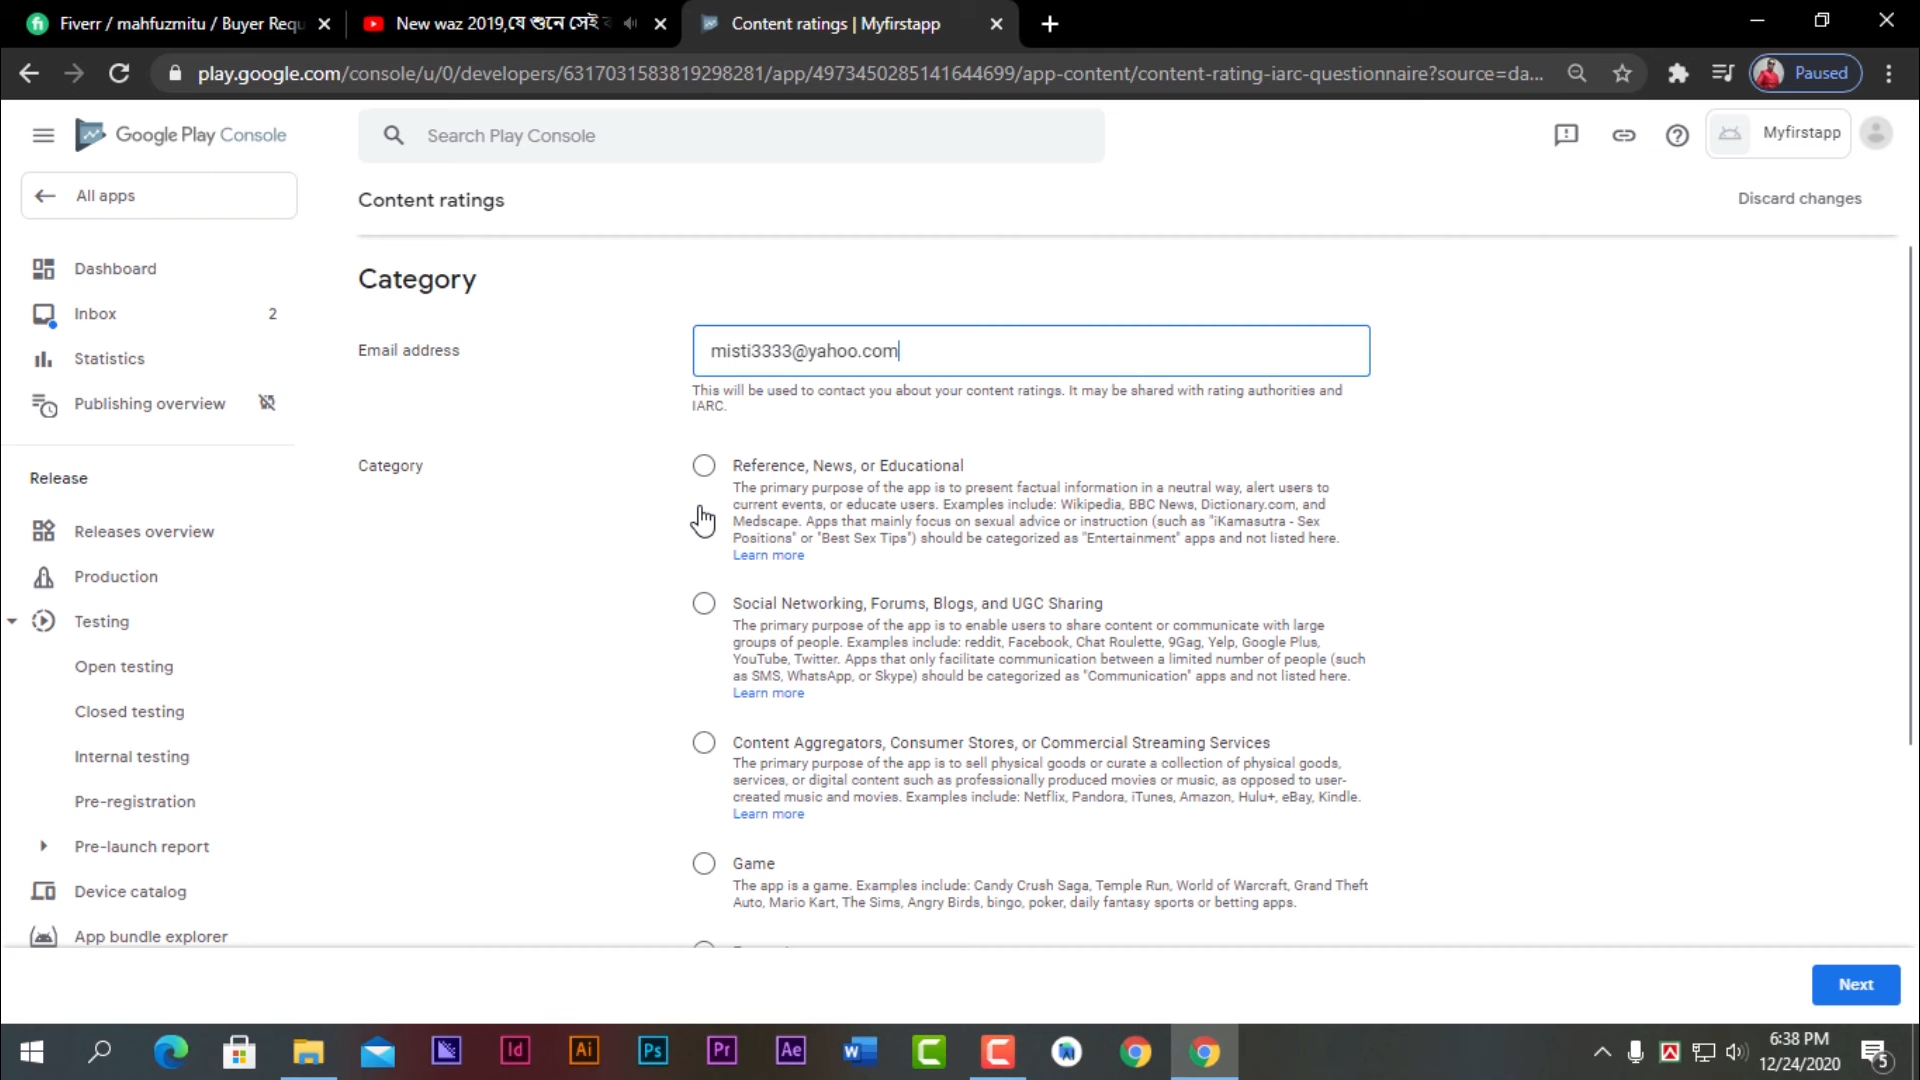 Fiverr / mahfuzmitu / Buyer Requ
New waz 2019,যে শুনে সেই
Content ratings | Myfirstapp
play.google.com/console/u/0/developers/6317031583819298281/app/4973450285141644699/app-content/content-rating-iarc-questionnaire?source=da...
Paused
Google Play Console
Search Play Console
Myfirstapp
All apps
Content ratings
Discard changes
Dashboard
Inbox 2
Statistics
Publishing overview
Release
Releases overview
Production
Testing
Open testing
Closed testing
Internal testing
Pre-registration
Pre-launch report
Device catalog
App bundle explorer
Category
Email address
misti3333@yahoo.com
This will be used to contact you about your content ratings. It may be shared with rating authorities and
IARC.
Category
Reference, News, or Educational
The primary purpose of the app is to present factual information in a neutral way, alert users to
current events, or educate users. Examples include: Wikipedia, BBC News, Dictionary.com, and
Medscape. Apps that mainly focus on sexual advice or instruction (such as "iKamasutra - Sex
Positions" or "Best Sex Tips") should be categorized as "Entertainment" apps and not listed here.
Learn more
Social Networking, Forums, Blogs, and UGC Sharing
The primary purpose of the app is to enable users to share content or communicate with large
groups of people. Examples include: reddit, Facebook, Chat Roulette, 9Gag, Yelp, Google Plus,
YouTube, Twitter. Apps that only facilitate communication between a limited number of people (such
as SMS, WhatsApp, or Skype) should be categorized as "Communication" apps and not listed here.
Learn more
Content Aggregators, Consumer Stores, or Commercial Streaming Services
The primary purpose of the app is to sell physical goods or curate a collection of physical goods,
services, or digital content such as professionally produced movies or music, as opposed to user-
created music and movies. Examples include: Netflix, Pandora, iTunes, Amazon, Hulu+, eBay, Kindle.
Learn more
Game
The app is a game. Examples include: Candy Crush Saga, Temple Run, World of Warcraft, Grand Theft
Auto, Mario Kart, The Sims, Angry Birds, bingo, poker, daily fantasy sports or betting apps.
Next
Id
Ai
Ps
Pr
Ae
6:38 PM
12/24/2020
5